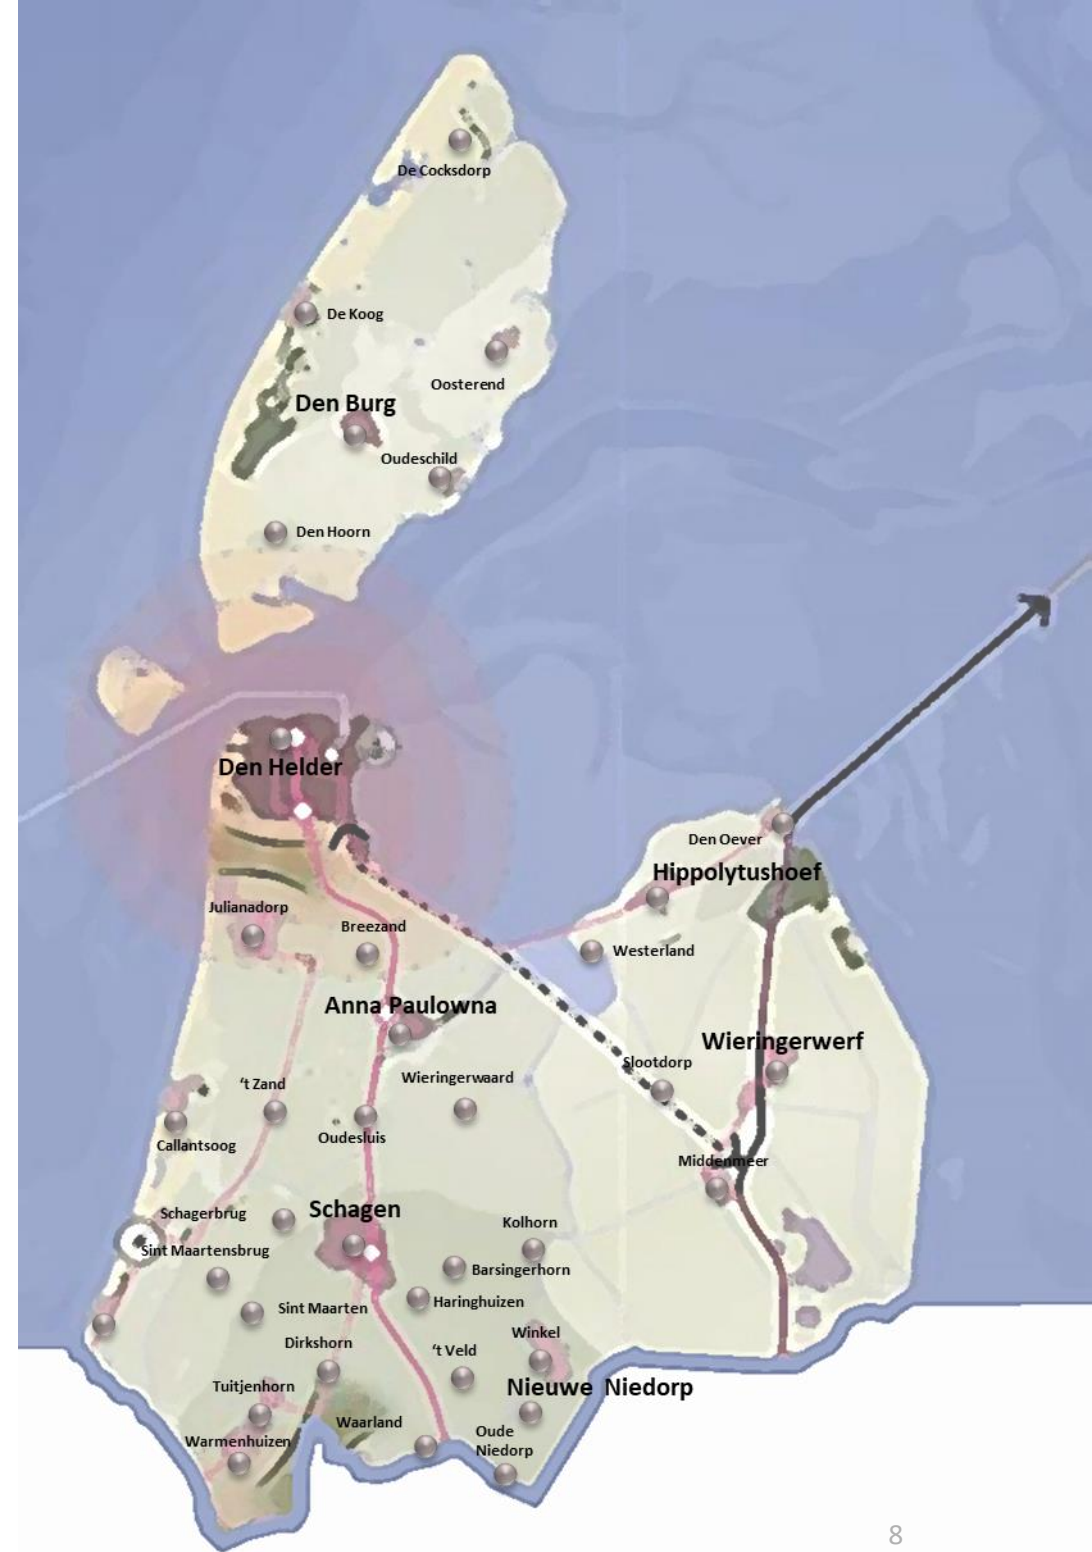 De Cocksdorp
De Koog
Oosterend
Den Burg
Oudeschild
Den Hoorn
Den Helder
Den Oever
Hippolytushoef
Julianadorp
Breezand
Westerland
Anna Paulowna
Wieringerwerf
Slootdorp
‘t Zand
Wieringerwaard
Oudesluis
Callantsoog
Middenmeer
Schagerbrug
Schagen
Kolhorn
Sint Maartensbrug
Barsingerhorn
Haringhuizen
Sint Maarten
Winkel
Dirkshorn
‘t Veld
Tuitjenhorn
Nieuwe Niedorp
Waarland
Oude
Niedorp
Warmenhuizen
8